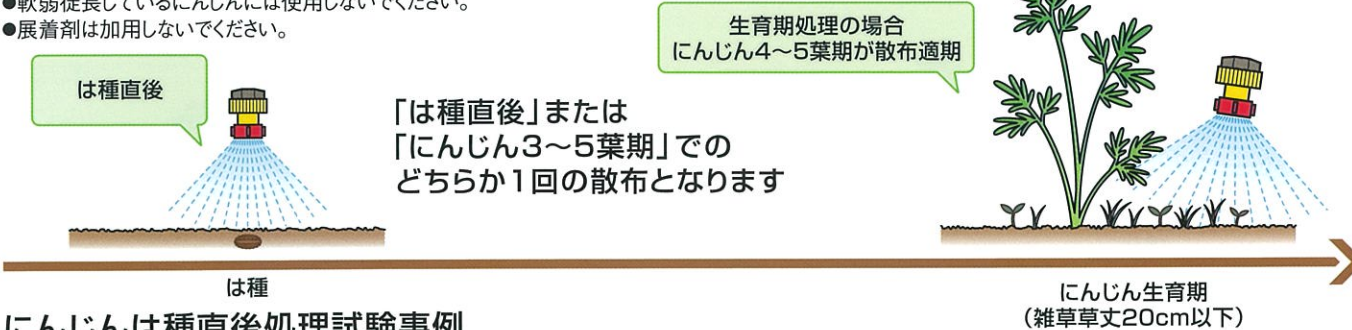 ●軟弱徒長しているにんじんには使用しないでください。
●展着剤は加用しないでください。
は種直後
「は種直後」または
「にんじん3～5葉期」での
どちらか1回の散布となります
生育期処理の場合
にんじん4～5葉期が散布適期
は種
にんじん生育期
(雑草草丈20cm以下)
にんじんは種直後処理試験事例